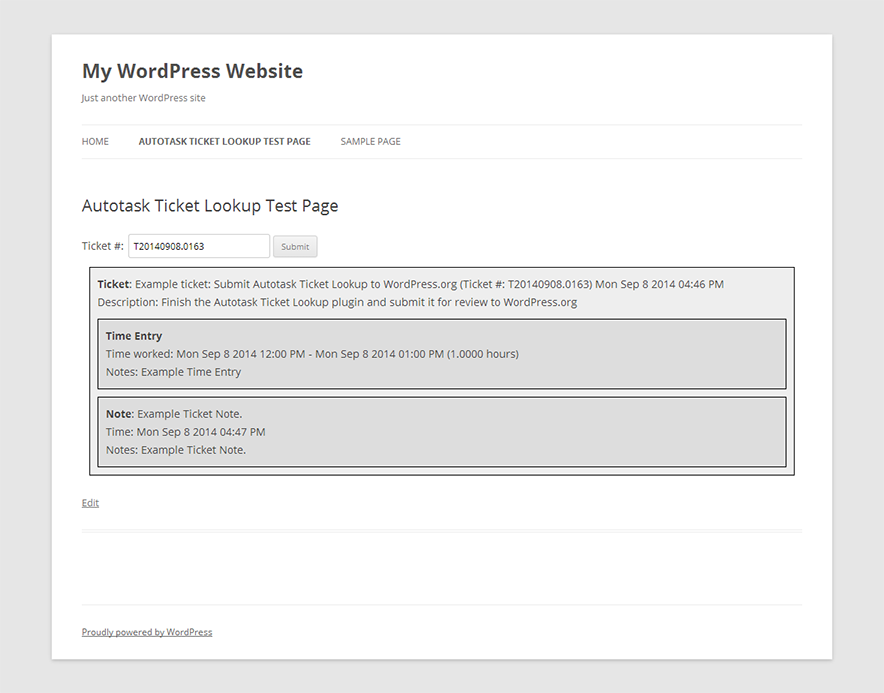 My WordPress Website
Just another WordPress site
HOME AUTOTASK TICKET LOOKUP TEST PAGE SAMPLE PAGE
Autotask Ticket Lookup Test Page
Ticket #: T20140908.0163 Submit
Ticket: Example ticket: Submit Autotask Ticket Lookup to WordPress.org (Ticket #: T20140908.0163) Mon Sep 8 2014 04:46 PM
Description: Finish the Autotask Ticket Lookup plugin and submit it for review to WordPress.org
Time Entry
Time worked: Mon Sep 8 2014 12:00 PM - Mon Sep 8 2014 01:00 PM (1.0000 hours)
Notes: Example Time Entry
Note: Example Ticket Note.
Time: Mon Sep 8 2014 04:47 PM
Notes: Example Ticket Note.
Edit
Proudly powered by WordPress